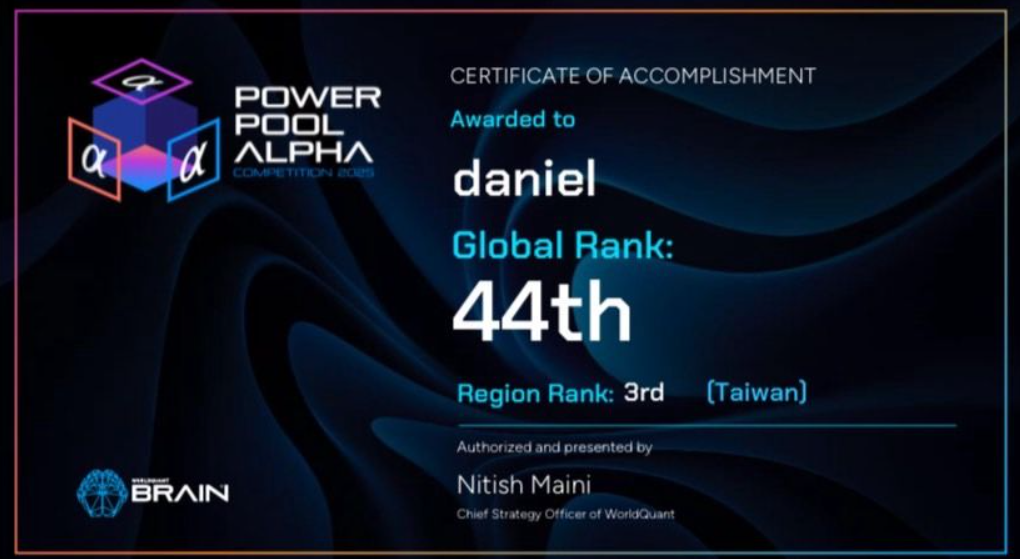 α
α
α
POWER
POOL
ALPHA
COMPETITION 2025
CERTIFICATE OF ACCOMPLISHMENT
Awarded to
daniel
Global Rank:
44th
Region Rank: 3rd (Taiwan)
Authorized and presented by
Nitish Maini
Chief Strategy Officer of WorldQuant
WORLDQUANT
BRAIN